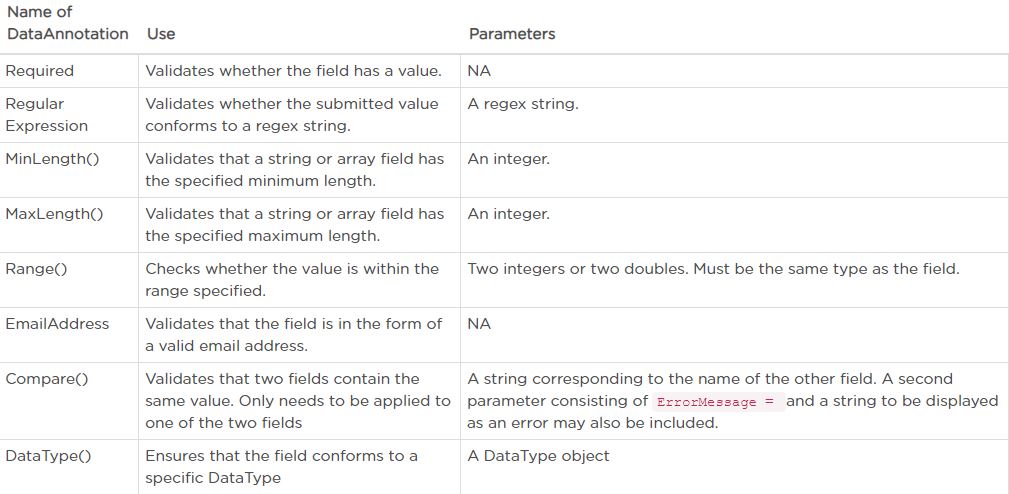 Name of
DataAnnotation Use Parameters
Required Validates whether the field has a value. NA
Regular Validates whether the submitted value A regex string.
Expression conforms to a regex string.
MinLength() Validates that a string or array field has An integer.
the specified minimum length.
MaxLength() Validates that a string or array field has An integer.
the specified maximum length.
Range() Checks whether the value is within the Two integers or two doubles. Must be the same type as the field.
range specified.
EmailAddress Validates that the field is in the form of NA
a valid email address.
Compare() Validates that two fields contain the A string corresponding to the name of the other field. A second
same value. Only needs to be applied to parameter consisting of ErrorMessage = and a string to be displayed
one of the two fields as an error may also be included.
DataType() Ensures that the field conforms to a A DataType object
specific DataType